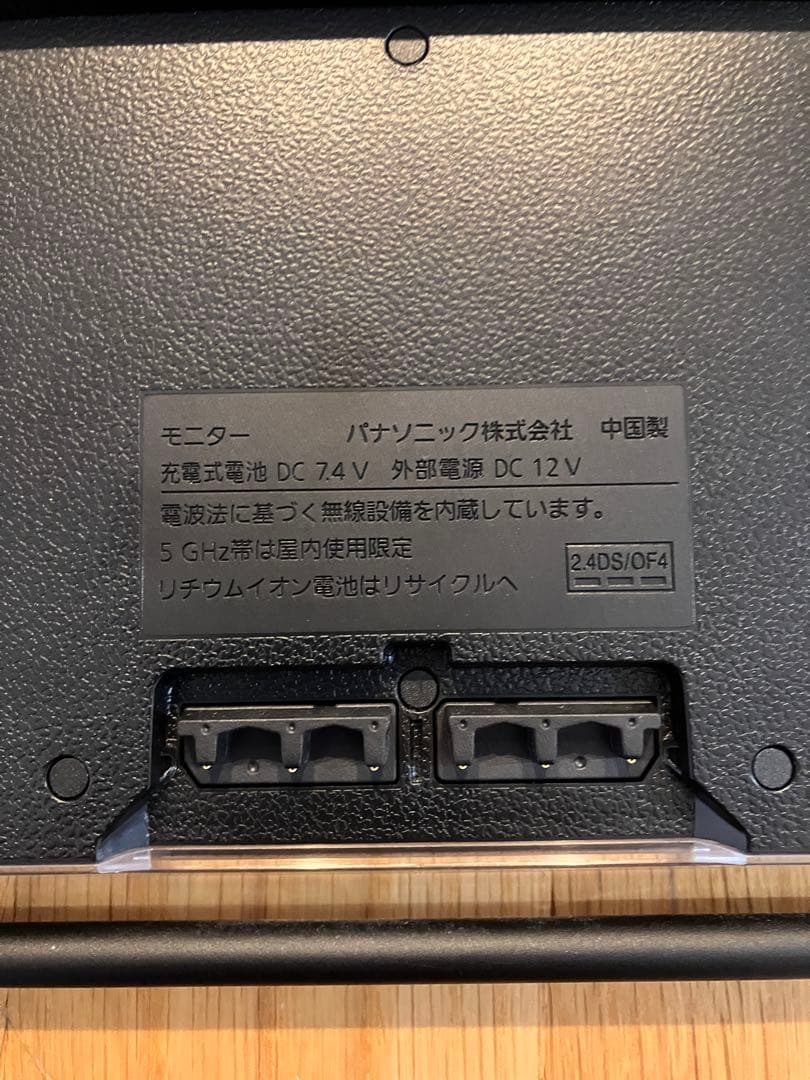 モニター パナソニック株式会社 中国製
充電式電池 DC 7.4 V 外部電源 DC 12 V
電波法に基づく無線設備を内蔵しています。
5 GHz帯は屋内使用限定
2.4DS/OF4
リチウムイオン電池はリサイクルへ